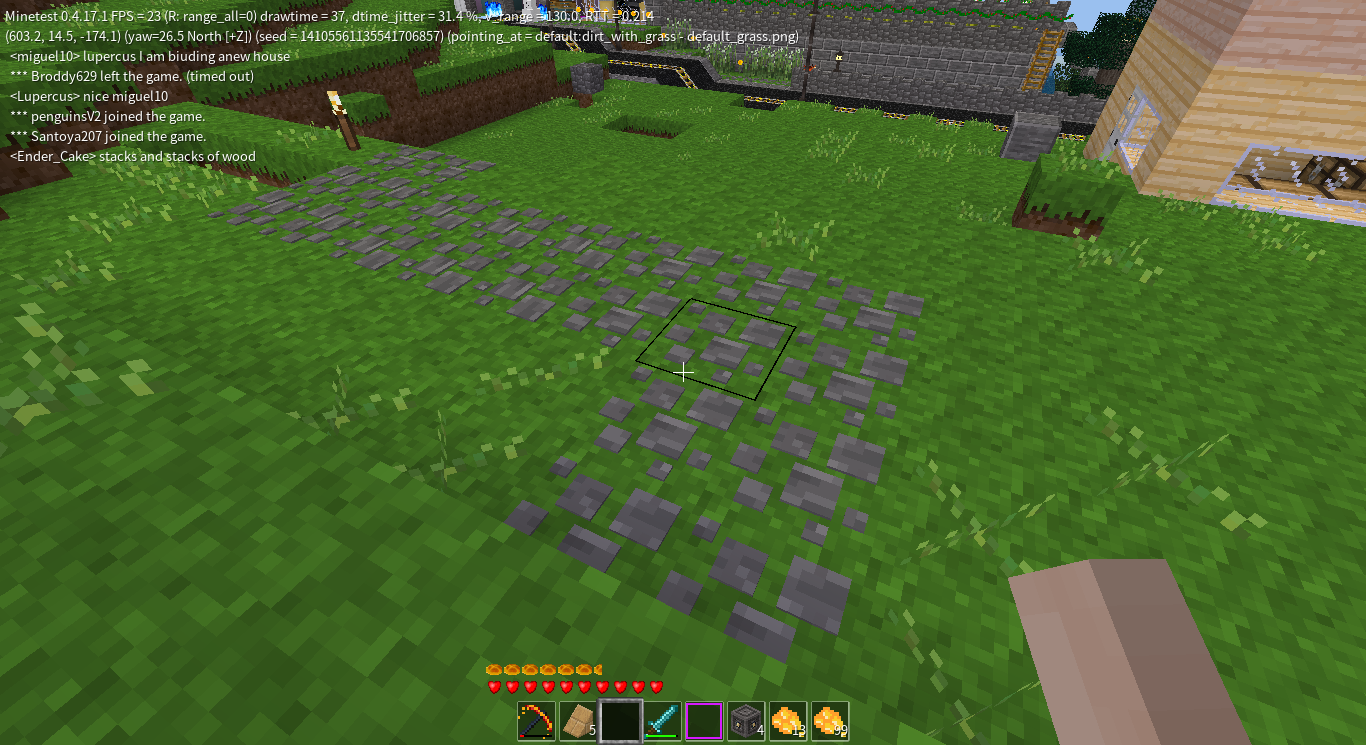 Minetest 0.4.17.1 FPS = 23 (R: range_all=0) drawtime = 37, dtime_jitter = 31.4 %, v_range = 130.0, RTT = 0.214
(603.2, 14.5, -174.1) (yaw=26.5 North [+Z]) (seed = 14105561135541706857) (pointing_at = default:dirt_with_grass - default_grass.png)
<miguel10> lupercus I am biuding anew house
*** Broddy629 left the game. (timed out)
<Lupercus> nice miguel10
*** penguinsV2 joined the game.
*** Santoya207 joined the game.
<Ender_Cake> stacks and stacks of wood
5 4 13 99